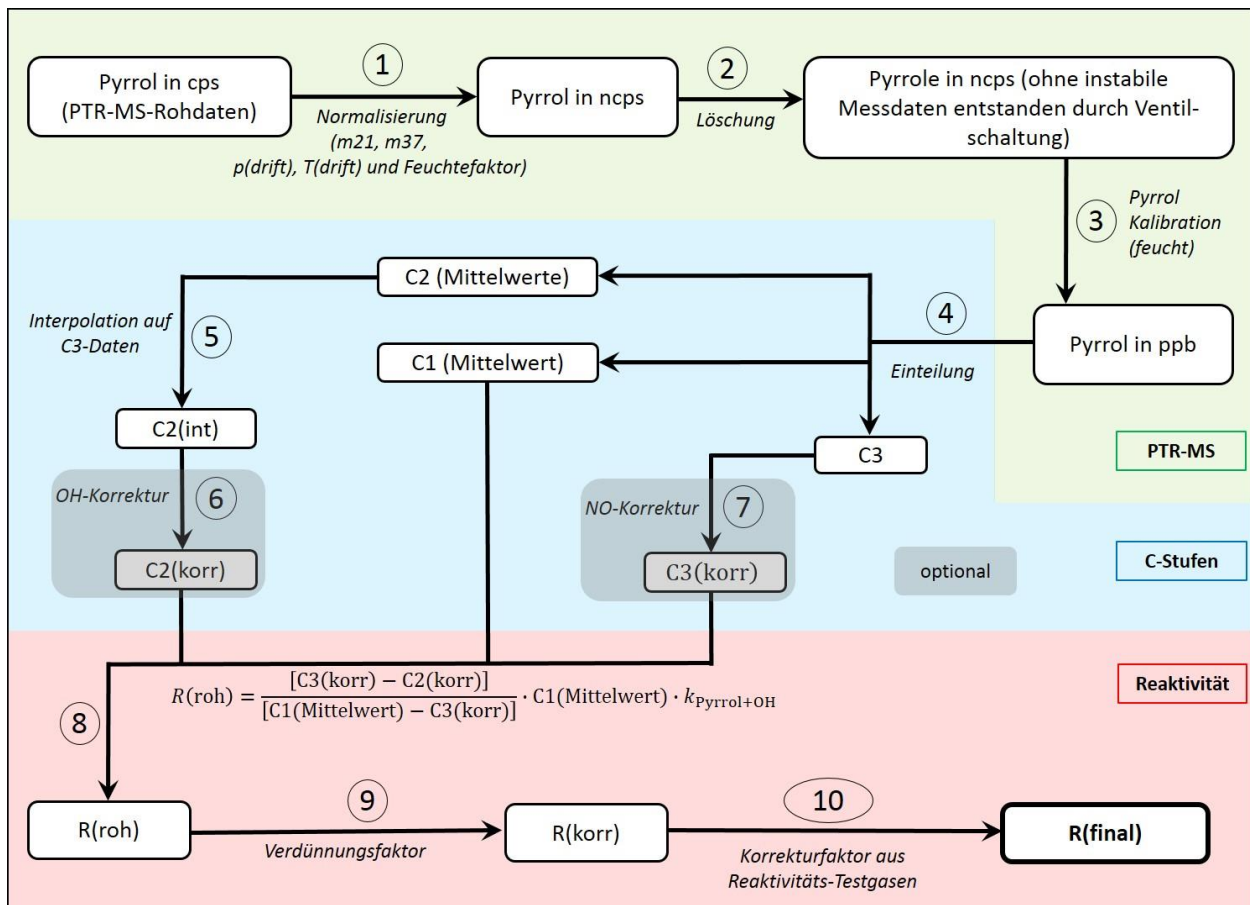 Pyrrol in cps
(PTR-MS-Rohdaten)
1
Normalisierung
(m21, m37,
p(drift), T(drift) und Feuchtefaktor)
Pyrrol in ncps
2
Löschung
Pyrrole in ncps (ohne instabile
Messdaten entstanden durch Ventil-
schaltung)
3
Pyrrol
Kalibration
(feucht)
Pyrrol in ppb
4
Einteilung
C2 (Mittelwerte)
C1 (Mittelwert)
C3
Interpolation auf
C3-Daten
5
C2(int)
OH-Korrektur
6
C2(korr)
NO-Korrektur
7
C3(korr)
optional
PTR-MS
C-Stufen
Reaktivität
R(roh) = [C3(korr) − C2(korr)] / [C1(Mittelwert) − C3(korr)] · C1(Mittelwert) · k_Pyrrol+OH
8
R(roh)
9
Verdünnungsfaktor
R(korr)
10
Korrekturfaktor aus
Reaktivitäts-Testgasen
R(final)